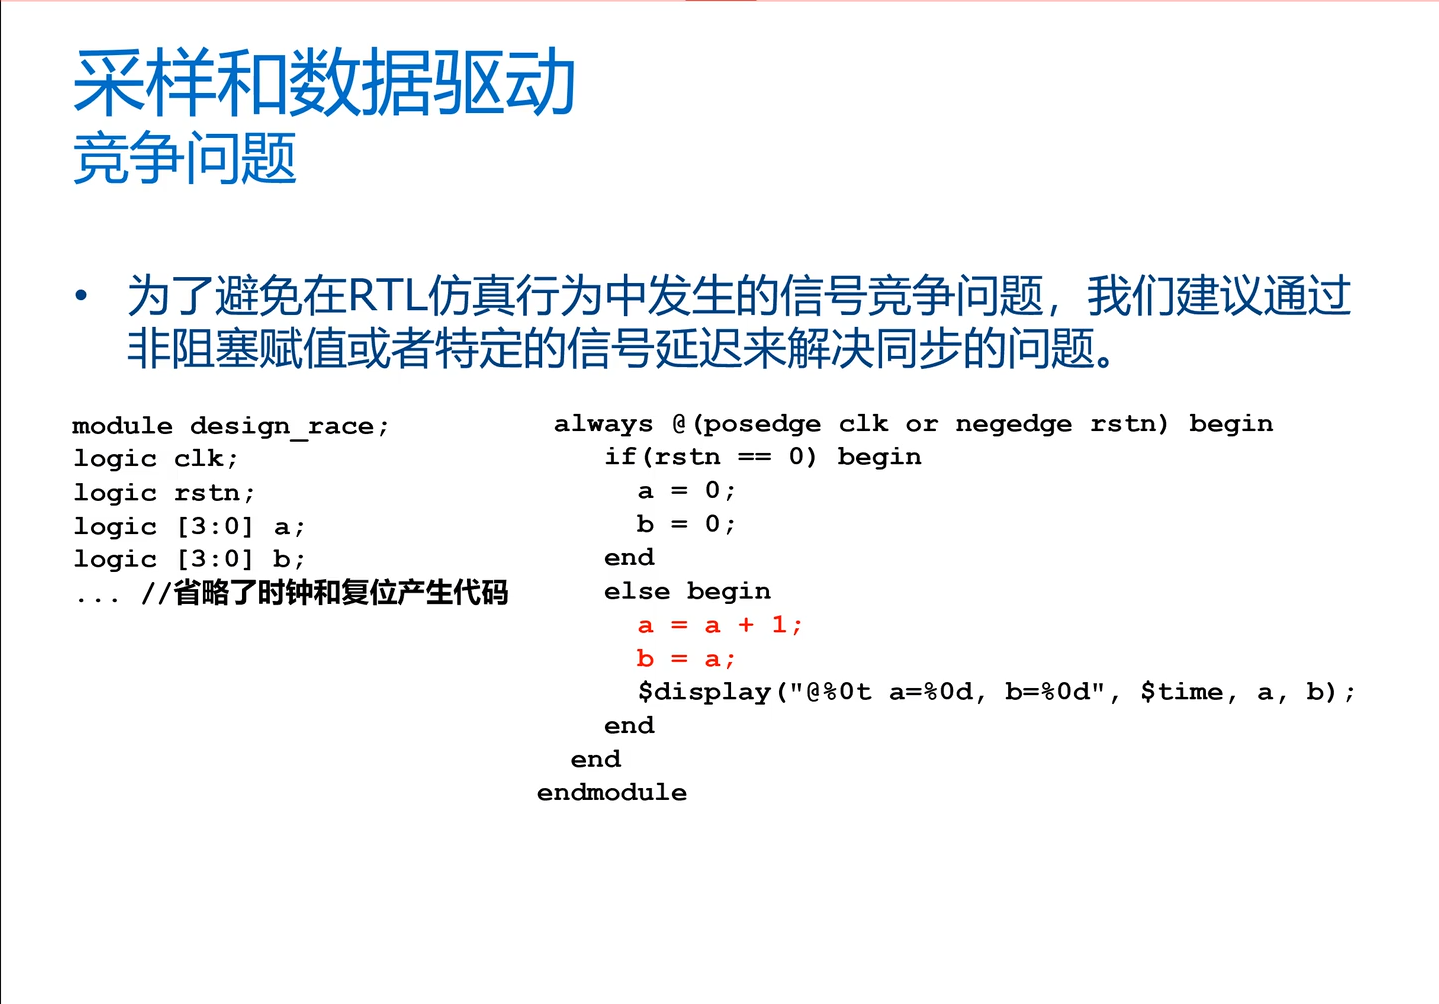 采样和数据驱动
竞争问题
• 为了避免在RTL仿真行为中发生的信号竞争问题，我们建议通过
非阻塞赋值或者特定的信号延迟来解决同步的问题。
module design_race;
logic clk;
logic rstn;
logic [3:0] a;
logic [3:0] b;
... //省略了时钟和复位产生代码
always @(posedge clk or negedge rstn) begin
if(rstn == 0) begin
a = 0;
b = 0;
end
else begin
a = a + 1;
b = a;
$display("@%0t a=%0d, b=%0d", $time, a, b);
end
end
endmodule